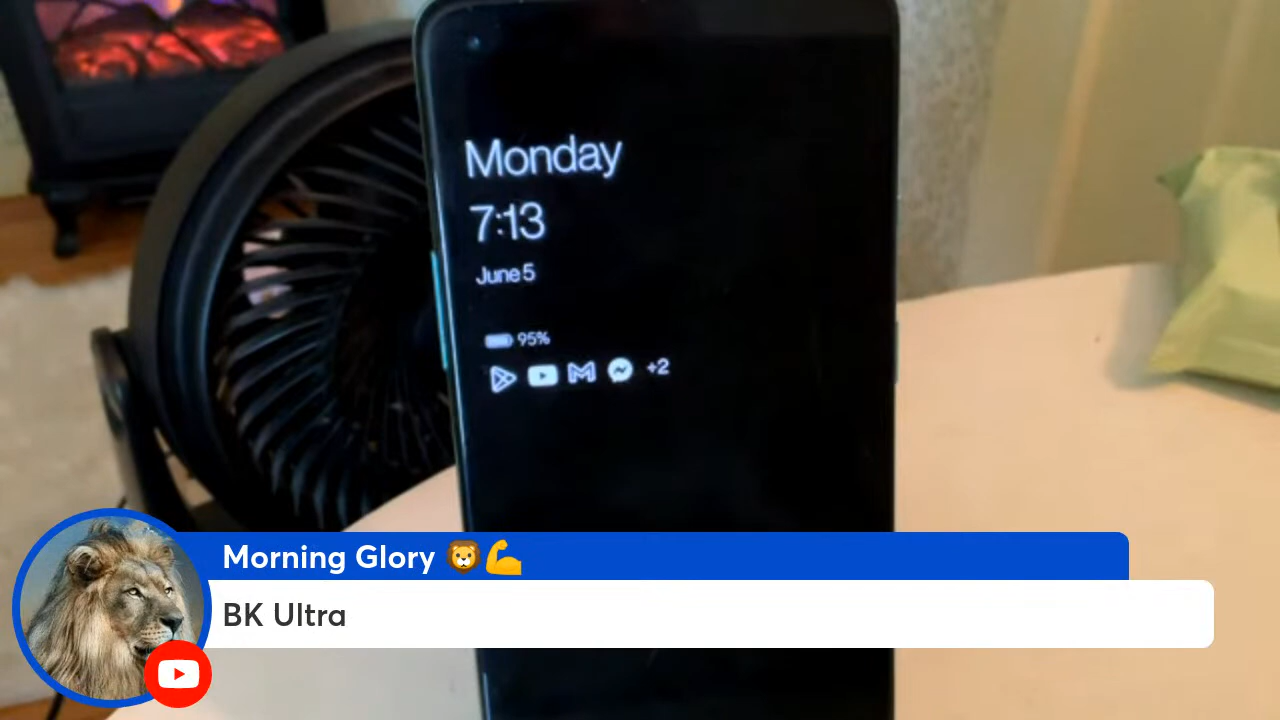 Monday
7:13
June 5
95%
+2
Morning Glory 🦁💪
BK Ultra